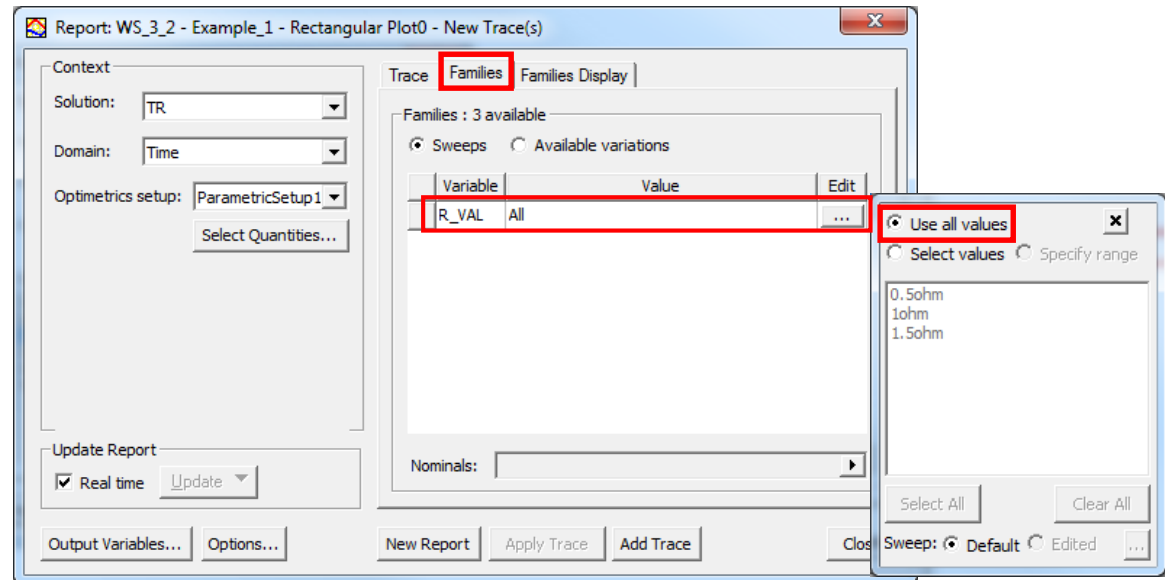 Report: WS_3_2 - Example_1 - Rectangular Plot0 - New Trace(s)
x
Context
Solution: TR
Domain: Time
Optimetrics setup: ParametricSetup1
Select Quantities...
Update Report
Real time Update
Output Variables... Options...
Trace Families Families Display
Families : 3 available
Sweeps Available variations
Variable Value Edit
R_VAL All ...
Nominals:
New Report Apply Trace Add Trace Clos
Use all values x
Select values Specify range
0.5ohm
1ohm
1.5ohm
Select All Clear All
Sweep: Default Edited ...